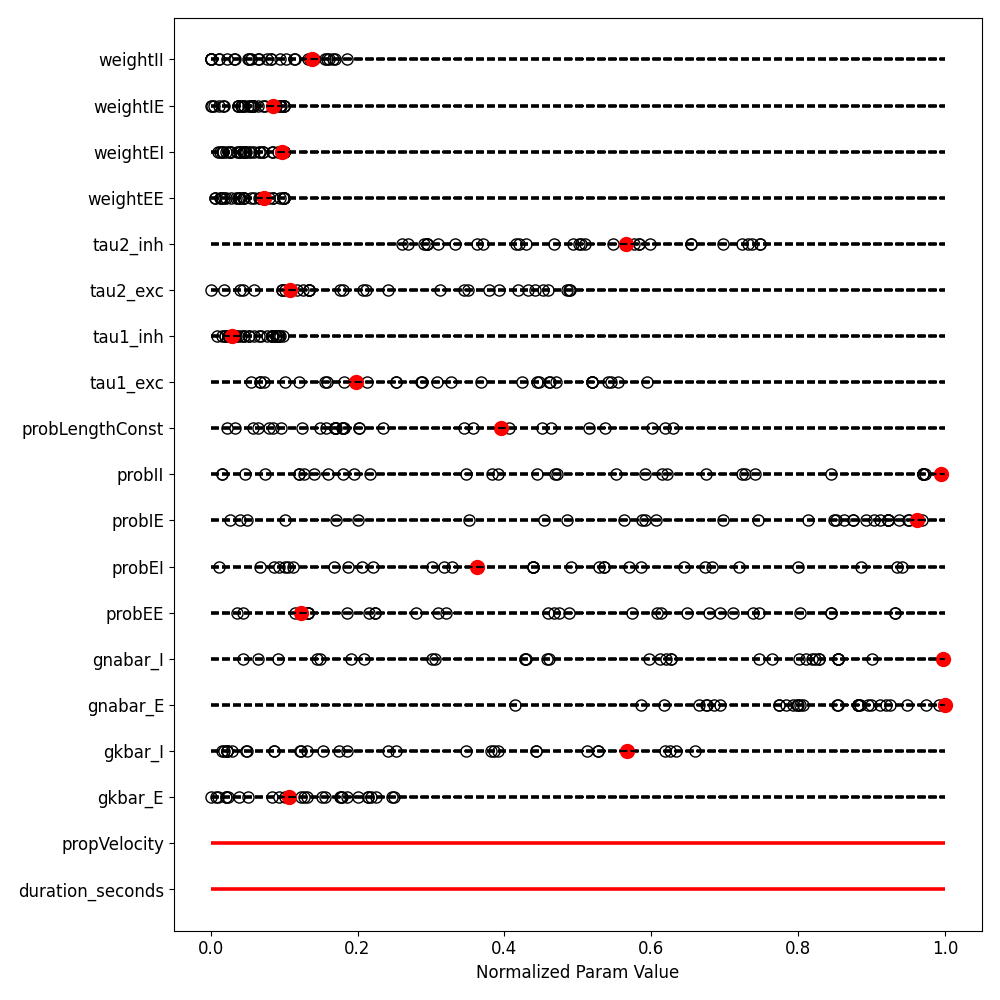 weightII
weightIE
weightEI
weightEE
tau2_inh
tau2_exc
tau1_inh
tau1_exc
probLengthConst
probII
probIE
probEI
probEE
gnabar_I
gnabar_E
gkbar_I
gkbar_E
propVelocity
duration_seconds
0.0 0.2 0.4 0.6 0.8 1.0
Normalized Param Value